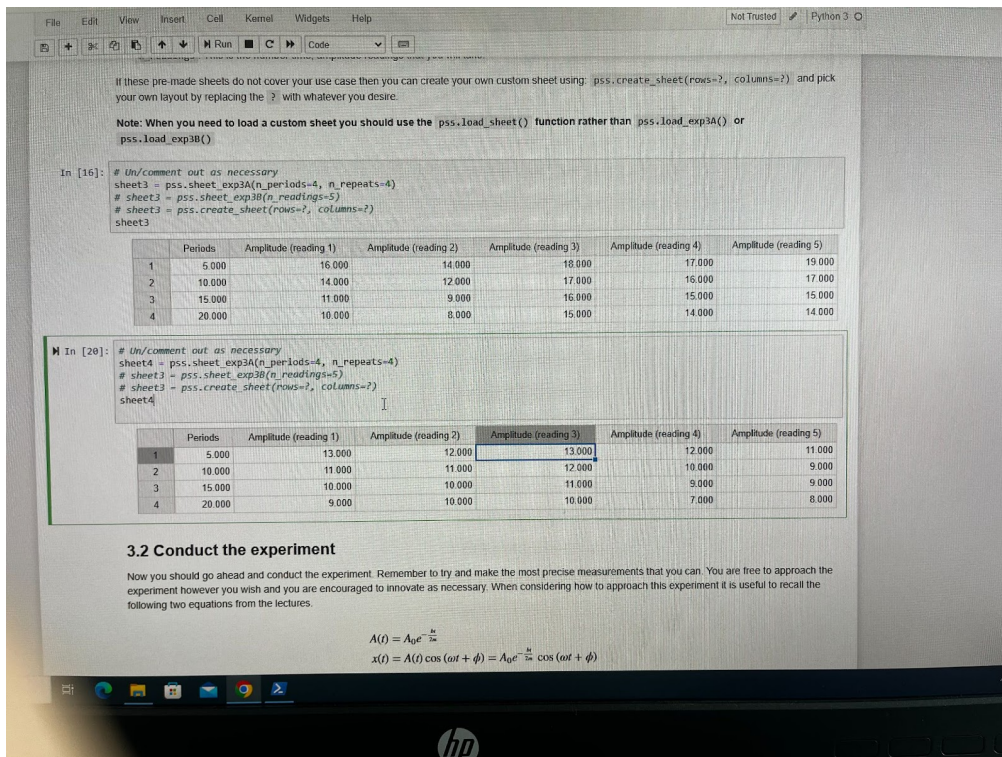 File Edit View Insert Cell Kernel Widgets Help Not Trusted Python 3
Run Code
If these pre-made sheets do not cover your use case then you can create your own custom sheet using: pss.create_sheet(rows=?, columns=?) and pick
your own layout by replacing the ? with whatever you desire.
Note: When you need to load a custom sheet you should use the pss.load_sheet() function rather than pss.load_exp3A() or
pss.load_exp3B()
In [16]: # Un/comment out as necessary
sheet3 = pss.sheet_exp3A(n_periods=4, n_repeats=4)
# sheet3 = pss.sheet_exp3B(n_readings=5)
# sheet3 = pss.create_sheet(rows=?, columns=?)
sheet3
Periods Amplitude (reading 1) Amplitude (reading 2) Amplitude (reading 3) Amplitude (reading 4) Amplitude (reading 5)
1 5.000 16.000 14.000 18.000 17.000 19.000
2 10.000 14.000 12.000 17.000 16.000 17.000
3 15.000 11.000 9.000 16.000 15.000 15.000
4 20.000 10.000 8.000 15.000 14.000 14.000
In [20]: # Un/comment out as necessary
sheet4 = pss.sheet_exp3A(n_periods=4, n_repeats=4)
# sheet3 = pss.sheet_exp3B(n_readings=5)
# sheet3 = pss.create_sheet(rows=?, columns=?)
sheet4
Periods Amplitude (reading 1) Amplitude (reading 2) Amplitude (reading 3) Amplitude (reading 4) Amplitude (reading 5)
1 5.000 13.000 12.000 13.000 12.000 11.000
2 10.000 11.000 11.000 12.000 10.000 9.000
3 15.000 10.000 10.000 11.000 9.000 9.000
4 20.000 9.000 10.000 10.000 7.000 8.000
3.2 Conduct the experiment
Now you should go ahead and conduct the experiment. Remember to try and make the most precise measurements that you can. You are free to approach the
experiment however you wish and you are encouraged to innovate as necessary. When considering how to approach this experiment it is useful to recall the
following two equations from the lectures.
A(t) = A₀e^(-bt/2m)
x(t) = A(t) cos (ωt + ϕ) = A₀e^(-bt/2m) cos (ωt + ϕ)
hp